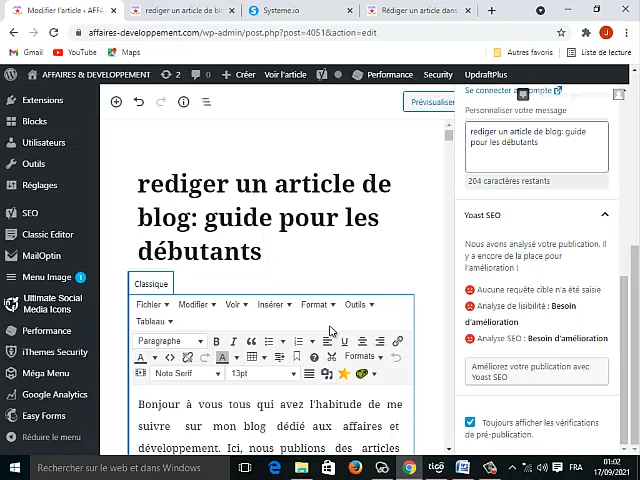 Modifier l'article « AFFA
rediger un article de bl
Systeme.io
Rédiger un article dans
affaires-developpement.com/wp-admin/post.php?post=4051&action=edit
J
Gmail
YouTube
Maps
Autres favoris
Liste de lecture
AFFAIRES & DEVELOPPEMENT
2
0
Créer
Voir l'article
Performance
Security
UpdraftPlus
Extensions
Blocks
Utilisateurs
Outils
Réglages
SEO
Classic Editor
MailOptin
Menu Image 1
Ultimate Social
Media Icons
Performance
iThemes Security
Méga Menu
Google Analytics
Easy Forms
Réduire le menu
Prévisualiser
rediger un article de
blog: guide pour les
débutants
Classique
Fichier
Modifier
Voir
Insérer
Format
Outils
Tableau
Paragraphe
B
I
Formats
Noto Serif
13pt
Bonjour à vous tous qui avez l'habitude de me
suivre sur mon blog dédié aux affaires et
développement. Ici, nous publions des articles
Se connecter
Personnaliser votre message
rediger un article de blog: guide
pour les débutants
204 caractères restants
Yoast SEO
Nous avons analysé votre publication. Il
y a encore de la place pour
l'amélioration !
Aucune requête cible n'a été saisie
Analyse de lisibilité : Besoin
d'amélioration
Analyse SEO : Besoin d'amélioration
Améliorez votre publication avec
Yoast SEO
Toujours afficher les vérifications
de pré-publication.
Rechercher sur le web et dans Windows
tigo
FRA
01:02
17/09/2021